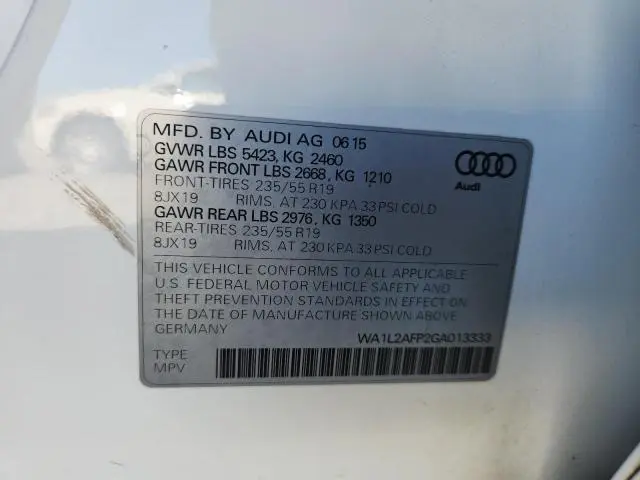 MFD. BY AUDI AG 06 15
GVWR LBS 5423, KG 2460
GAWR FRONT LBS 2668, KG 1210
FRONT-TIRES 235/55 R19
8JX19 RIMS, AT 230 KPA 33 PSI COLD
GAWR REAR LBS 2976, KG 1350
REAR-TIRES 235/55 R19
8JX19 RIMS, AT 230 KPA 33 PSI COLD
Audi
THIS VEHICLE CONFORMS TO ALL APPLICABLE
U.S. FEDERAL MOTOR VEHICLE SAFETY AND
THEFT PREVENTION STANDARDS IN EFFECT ON
THE DATE OF MANUFACTURE SHOWN ABOVE
GERMANY
WA1L2AFP2GA013333
TYPE
MPV